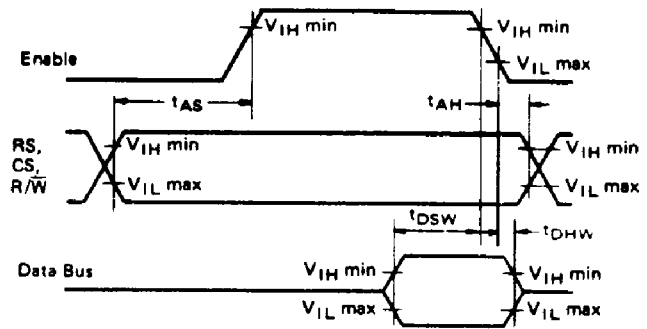 VIH min
VIH min
Enable
VIL max
tAS
tAH
RS,
CS,
R/W̅
VIH min
VIL max
VIH min
VIL max
tDSW
tDHW
Data Bus
VIH min
VIH min
VIL max
VIL max